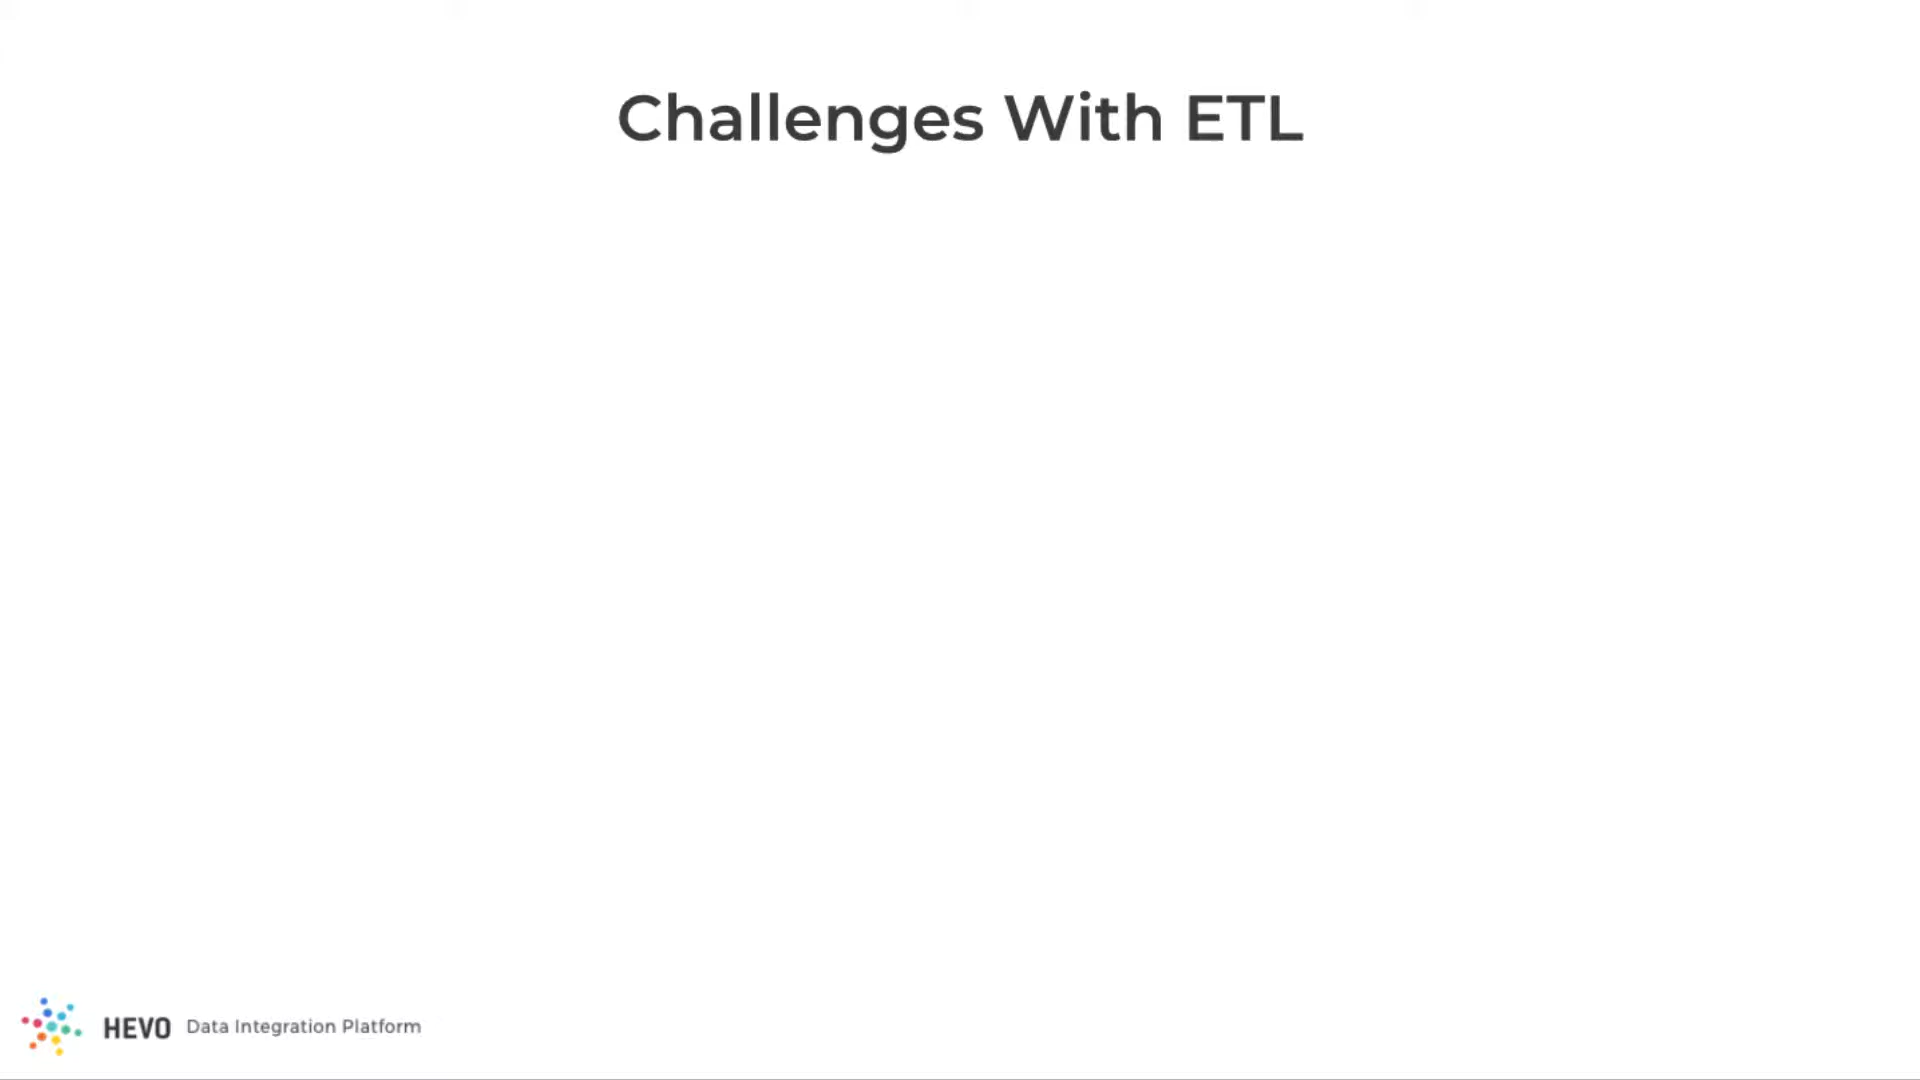 Challenges With ETL
HEVO Data Integration Platform